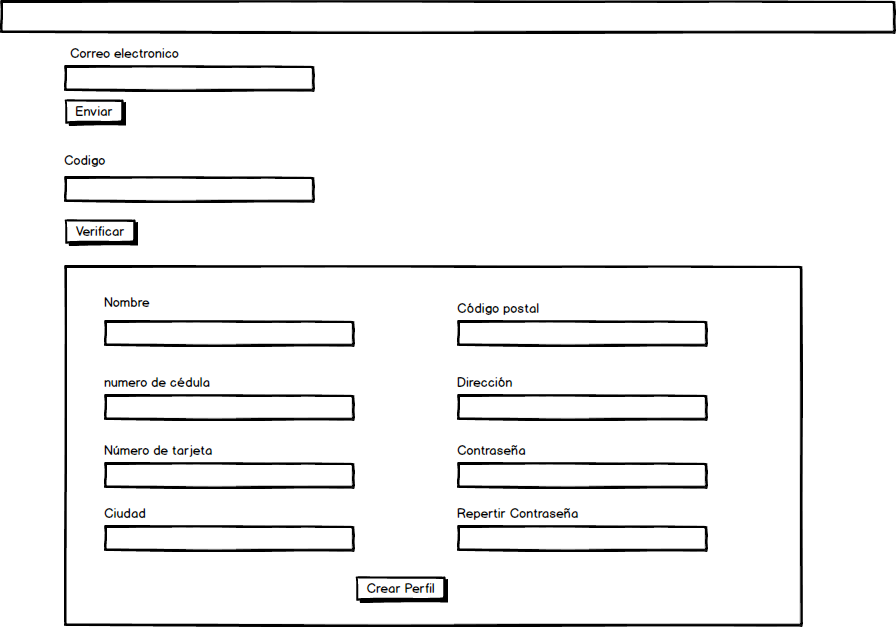 Correo electronico
Enviar
Codigo
Verificar
Nombre
Código postal
numero de cédula
Dirección
Número de tarjeta
Contraseña
Ciudad
Repertir Contraseña
Crear Perfil